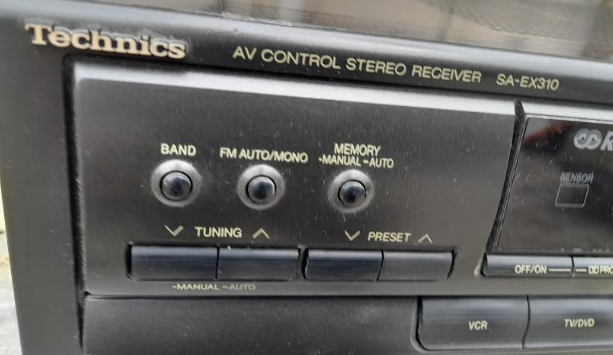 Technics
AV CONTROL STEREO RECEIVER SA-EX310
BAND
FM AUTO/MONO
MEMORY
-MANUAL =AUTO
SENSOR
TUNING
PRESET
OFF/ON
-MANUAL =AUTO
VCR
TV/DVD